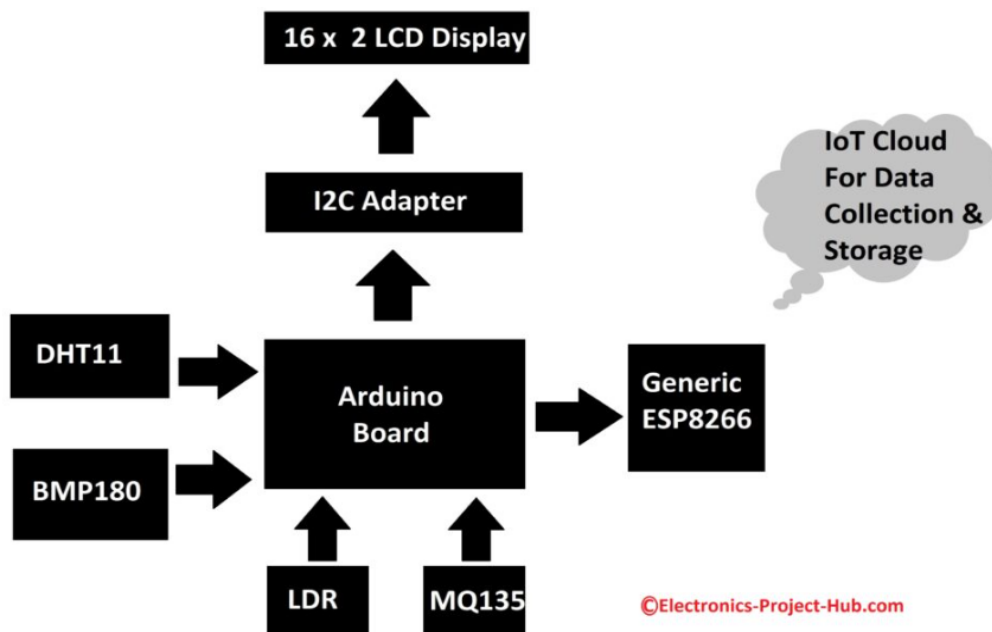 16 x 2 LCD Display
I2C Adapter
IoT Cloud
For Data
Collection &
Storage
DHT11
Arduino
Board
Generic
ESP8266
BMP180
LDR
MQ135
©Electronics-Project-Hub.com